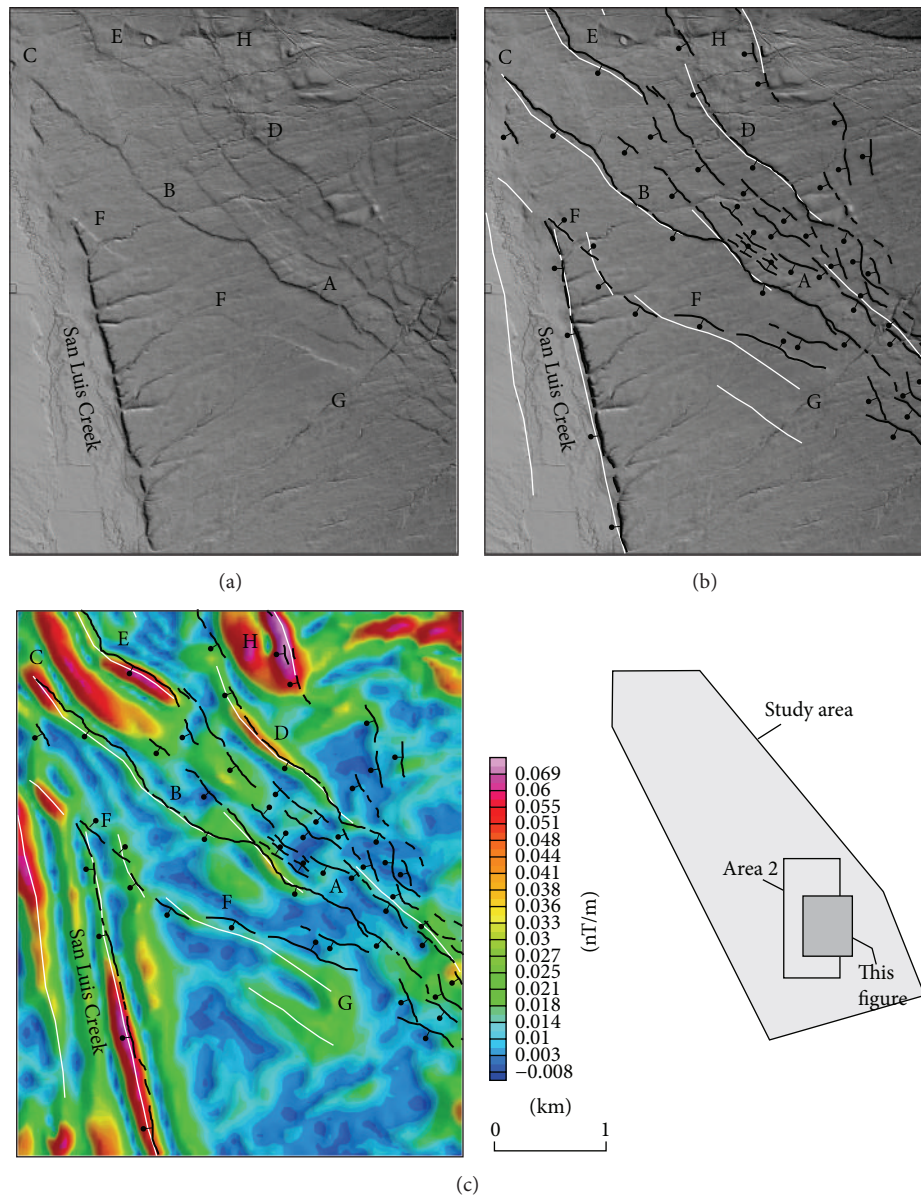 E
H
C
D
B
F
A
F
San Luis Creek
G
(a)
E
H
C
D
B
F
A
F
San Luis Creek
G
(b)
E
H
C
D
B
F
A
F
San Luis Creek
G
0.069
0.066
0.055
0.051
0.048
0.044
0.041
0.038
0.036
0.033
0.03
0.027
0.025
0.021
0.018
0.014
0.01
0.003
−0.008
(nT/m)
(km)
0 1
Study area
Area 2
This
figure
(c)